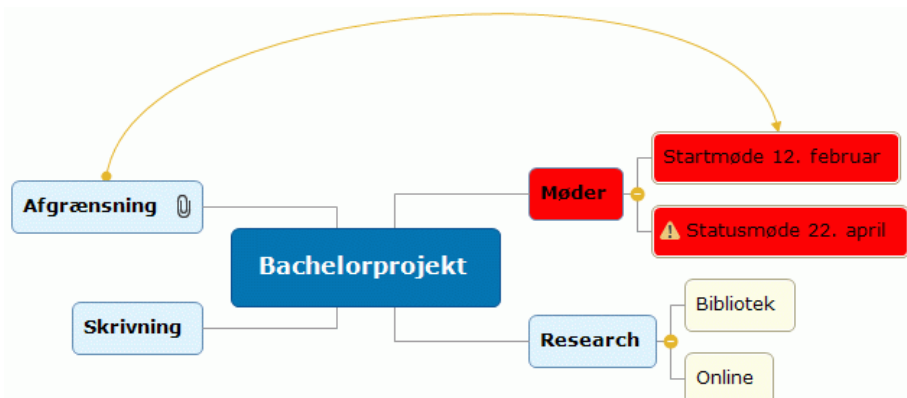 Startmøde 12. februar
Møder
Afgrænsning
Statusmøde 22. april
Bachelorprojekt
Bibliotek
Skrivning
Research
Online